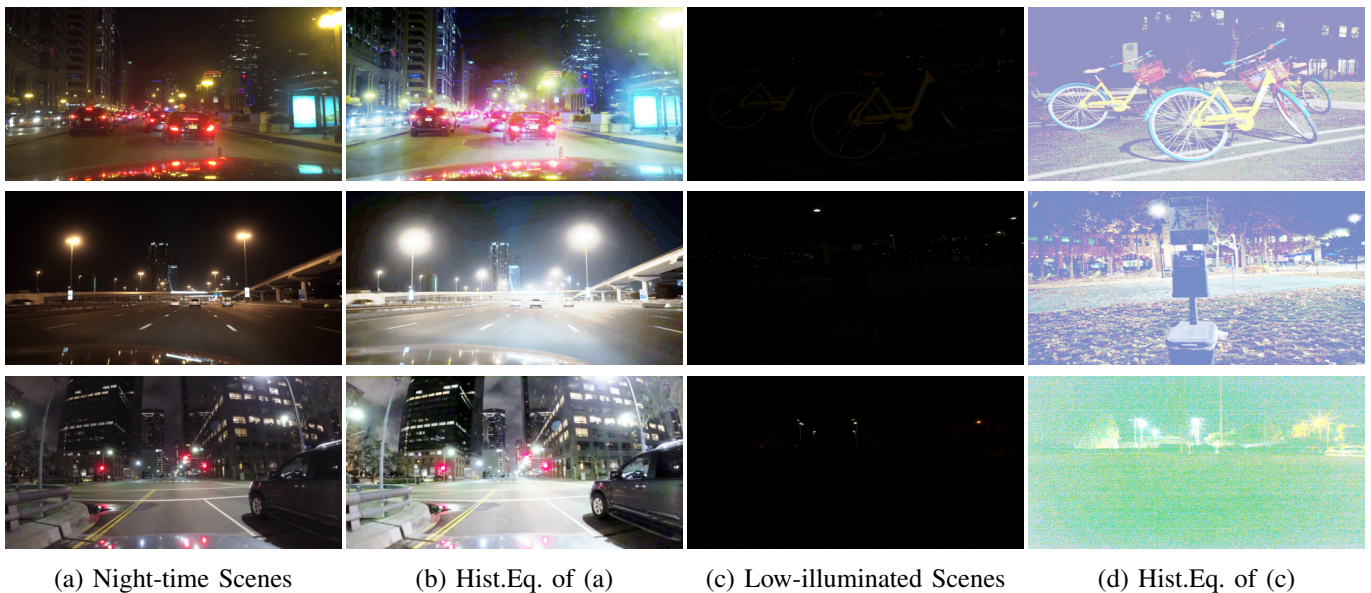 (a) Night-time Scenes
(b) Hist.Eq. of (a)
(c) Low-illuminated Scenes
(d) Hist.Eq. of (c)